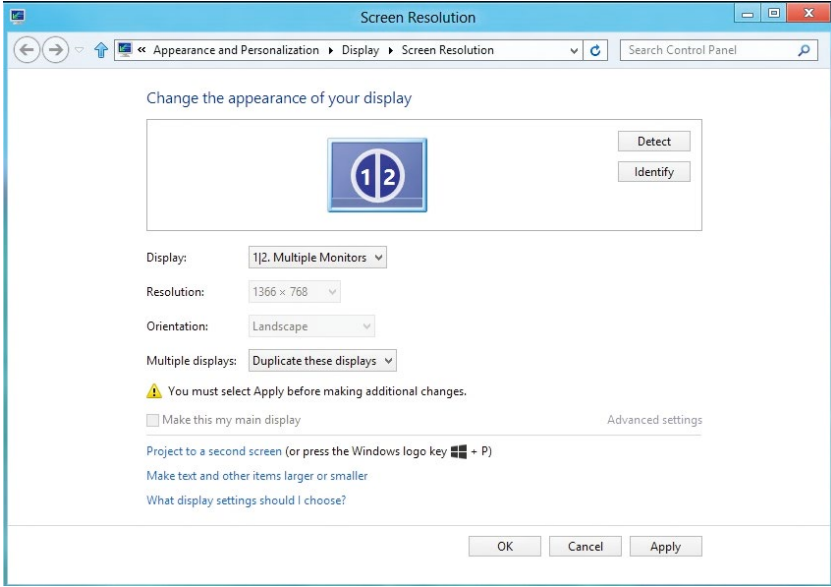 Screen Resolution
« Appearance and Personalization ▸ Display ▸ Screen Resolution
Search Control Panel
Change the appearance of your display
1|2
Detect
Identify
Display: 1|2. Multiple Monitors
Resolution: 1366 × 768
Orientation: Landscape
Multiple displays: Duplicate these displays
You must select Apply before making additional changes.
Make this my main display Advanced settings
Project to a second screen (or press the Windows logo key + P)
Make text and other items larger or smaller
What display settings should I choose?
OK Cancel Apply